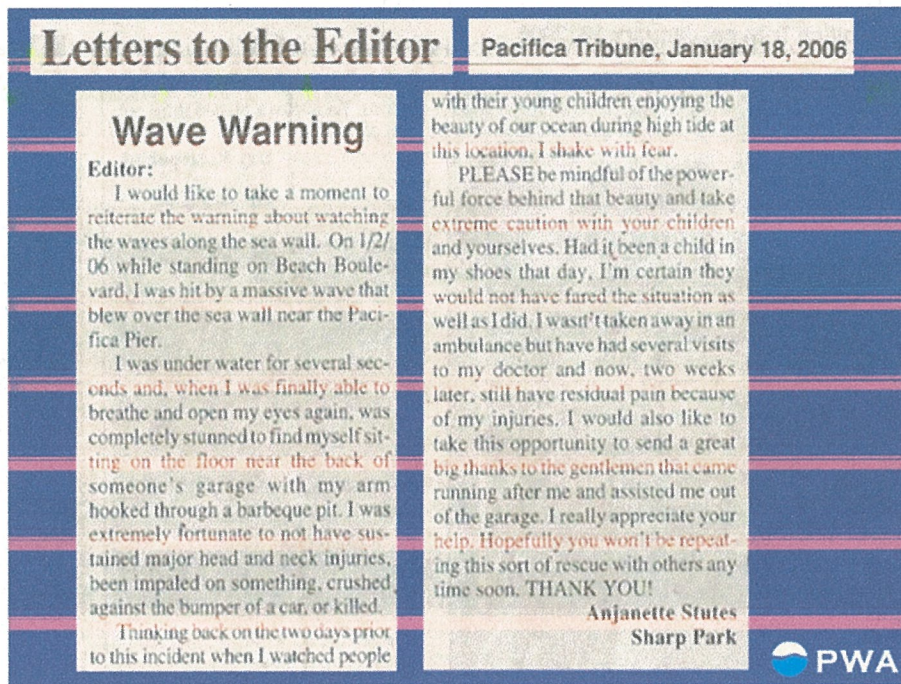 Letters to the Editor
Pacifica Tribune, January 18, 2006
Wave Warning
Editor:
I would like to take a moment to
reiterate the warning about watching
the waves along the sea wall. On 1/2/
06 while standing on Beach Boule-
vard, I was hit by a massive wave that
blew over the sea wall near the Paci-
fica Pier.
I was under water for several sec-
onds and, when I was finally able to
breathe and open my eyes again, was
completely stunned to find myself sit-
ting on the floor near the back of
someone's garage with my arm
hooked through a barbeque pit. I was
extremely fortunate to not have sus-
tained major head and neck injuries,
been impaled on something, crushed
against the bumper of a car, or killed.
Thinking back on the two days prior
to this incident when I watched people
with their young children enjoying the
beauty of our ocean during high tide at
this location, I shake with fear.
PLEASE be mindful of the power-
ful force behind that beauty and take
extreme caution with your children
and yourselves. Had it been a child in
my shoes that day, I'm certain they
would not have fared the situation as
well as I did. I wasn't taken away in an
ambulance but have had several visits
to my doctor and now, two weeks
later, still have residual pain because
of my injuries. I would also like to
take this opportunity to send a great
big thanks to the gentlemen that came
running after me and assisted me out
of the garage. I really appreciate your
help. Hopefully you won't be repeat-
ing this sort of rescue with others any
time soon. THANK YOU!
Anjanette Stutes
Sharp Park
PWA